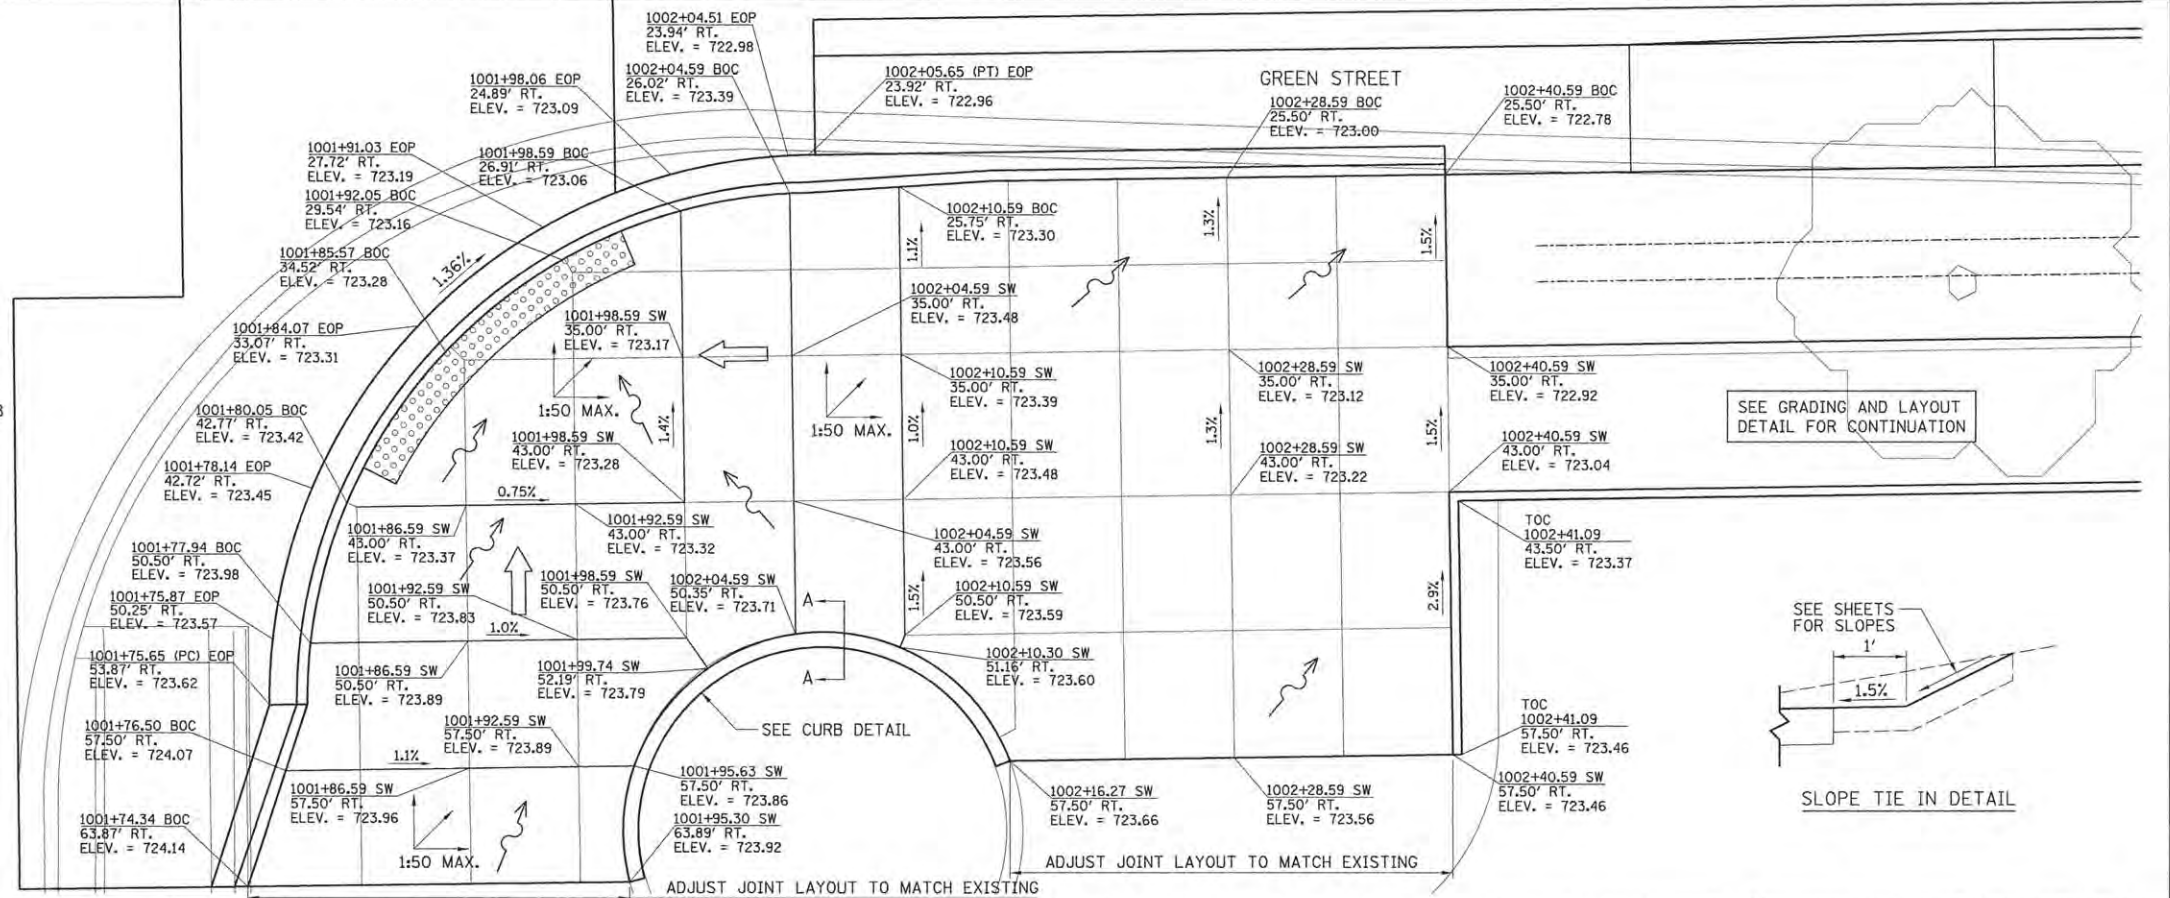 1002+04.51 EOP
23.94' RT.
ELEV. = 722.98
1002+04.59 BOC
26.02' RT.
ELEV. = 723.39
1001+98.06 EOP
24.89' RT.
ELEV. = 723.09
1002+05.65 (PT) EOP
23.92' RT.
ELEV. = 722.96
GREEN STREET
1002+28.59 BOC
25.50' RT.
ELEV. = 723.00
1002+40.59 BOC
25.50' RT.
ELEV. = 722.78
1001+91.03 EOP
27.72' RT.
ELEV. = 723.19
1001+98.59 BOC
26.91' RT.
ELEV. = 723.06
1001+92.05 BOC
29.54' RT.
ELEV. = 723.16
1002+10.59 BOC
25.75' RT.
ELEV. = 723.30
1.1%
1.3%
1.5%
1001+85.57 BOC
34.52' RT.
ELEV. = 723.28
1.36%
1002+04.59 SW
35.00' RT.
ELEV. = 723.48
1001+98.59 SW
35.00' RT.
ELEV. = 723.17
1001+84.07 EOP
33.07' RT.
ELEV. = 723.31
1002+10.59 SW
35.00' RT.
ELEV. = 723.39
1002+28.59 SW
35.00' RT.
ELEV. = 723.12
1002+40.59 SW
35.00' RT.
ELEV. = 722.92
SEE GRADING AND LAYOUT
DETAIL FOR CONTINUATION
1001+80.05 BOC
42.77' RT.
ELEV. = 723.42
1:50 MAX.
1:50 MAX.
1.4%
1.0%
1.3%
1.5%
1001+98.59 SW
43.00' RT.
ELEV. = 723.28
1002+10.59 SW
43.00' RT.
ELEV. = 723.48
1002+28.59 SW
43.00' RT.
ELEV. = 723.22
1002+40.59 SW
43.00' RT.
ELEV. = 723.04
1001+78.14 EOP
42.72' RT.
ELEV. = 723.45
0.75%
1001+86.59 SW
43.00' RT.
ELEV. = 723.37
1001+92.59 SW
43.00' RT.
ELEV. = 723.32
1002+04.59 SW
43.00' RT.
ELEV. = 723.56
TOC
1002+41.09
43.50' RT.
ELEV. = 723.37
1001+77.94 BOC
50.50' RT.
ELEV. = 723.98
1001+92.59 SW
50.50' RT.
ELEV. = 723.83
1001+98.59 SW
50.50' RT.
ELEV. = 723.76
1002+04.59 SW
50.35' RT.
ELEV. = 723.71
1.5%
1002+10.59 SW
50.50' RT.
ELEV. = 723.59
2.9%
1001+75.87 EOP
50.25' RT.
ELEV. = 723.57
1.0%
A
A
SEE SHEETS
FOR SLOPES
1'
1.5%
1001+75.65 (PC) EOP
53.87' RT.
ELEV. = 723.62
1001+86.59 SW
50.50' RT.
ELEV. = 723.89
1001+99.74 SW
52.19' RT.
ELEV. = 723.79
1002+10.30 SW
51.16' RT.
ELEV. = 723.60
1001+76.50 BOC
57.50' RT.
ELEV. = 724.07
1001+92.59 SW
57.50' RT.
ELEV. = 723.89
SEE CURB DETAIL
TOC
1002+41.09
57.50' RT.
ELEV. = 723.46
1.1%
1001+86.59 SW
57.50' RT.
ELEV. = 723.96
1001+95.63 SW
57.50' RT.
ELEV. = 723.86
1002+16.27 SW
57.50' RT.
ELEV. = 723.66
1002+28.59 SW
57.50' RT.
ELEV. = 723.56
1002+40.59 SW
57.50' RT.
ELEV. = 723.46
SLOPE TIE IN DETAIL
1001+74.34 BOC
63.87' RT.
ELEV. = 724.14
1001+95.30 SW
63.89' RT.
ELEV. = 723.92
1:50 MAX.
ADJUST JOINT LAYOUT TO MATCH EXISTING
ADJUST JOINT LAYOUT TO MATCH EXISTING